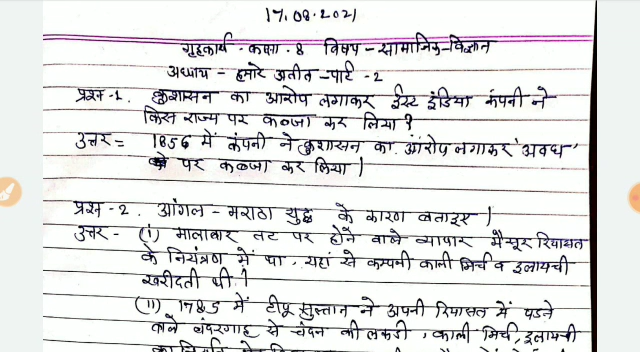 17.08.2021
गृहकार्य - कक्षा - 8 विषय - सामाजिक-विज्ञान
अध्याय - हमारे अतीत - पार्ट - 2
प्रश्न-1. कुशासन का आरोप लगाकर ईस्ट इंडिया कंपनी ने
किस राज्य पर कब्जा कर लिया ?
उत्तर = 1856 में कंपनी ने कुशासन का आरोप लगाकर 'अवध'
पर कब्जा कर लिया |
प्रश्न-2. आंगल - मराठा युद्ध के कारण बताइए |
उत्तर - (i) मालाबार तट पर होने वाले व्यापार मैसूर रियासत
के नियंत्रण में था, यहां से कम्पनी काली मिर्च व इलायची
खरीदती थी |
(ii) 1785 में टीपू सुल्तान ने अपनी रियासत में पडने
वाले बंदरगाह से चंदन की लकडी, काली मिर्च, इलायची